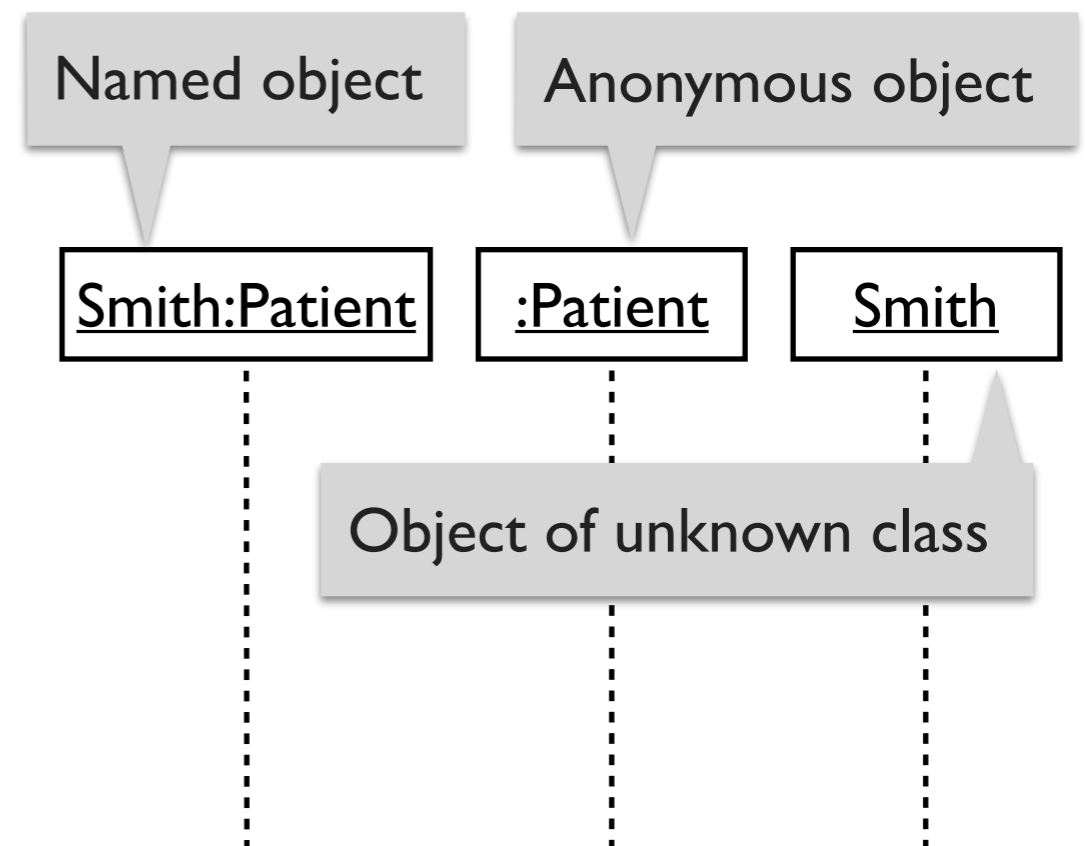 Named object
Anonymous object
Smith:Patient
:Patient
Smith
Object of unknown class